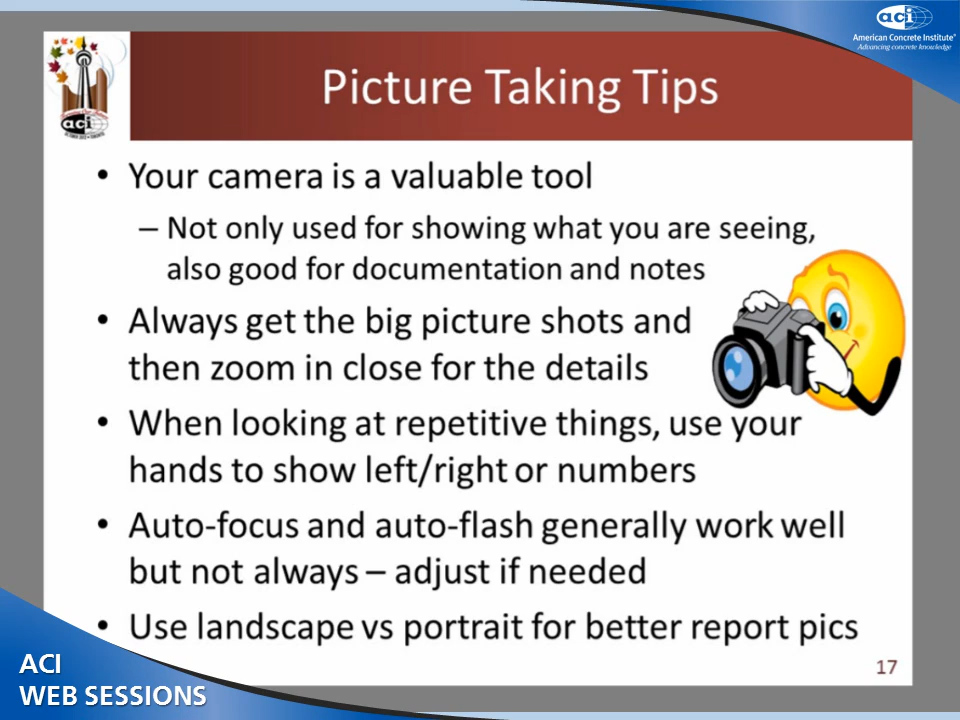 aci
American Concrete Institute®
Advancing concrete knowledge
aci
Picture Taking Tips
• Your camera is a valuable tool
– Not only used for showing what you are seeing,
also good for documentation and notes
• Always get the big picture shots and
then zoom in close for the details
• When looking at repetitive things, use your
hands to show left/right or numbers
• Auto-focus and auto-flash generally work well
but not always – adjust if needed
• Use landscape vs portrait for better report pics
17
ACI
WEB SESSIONS